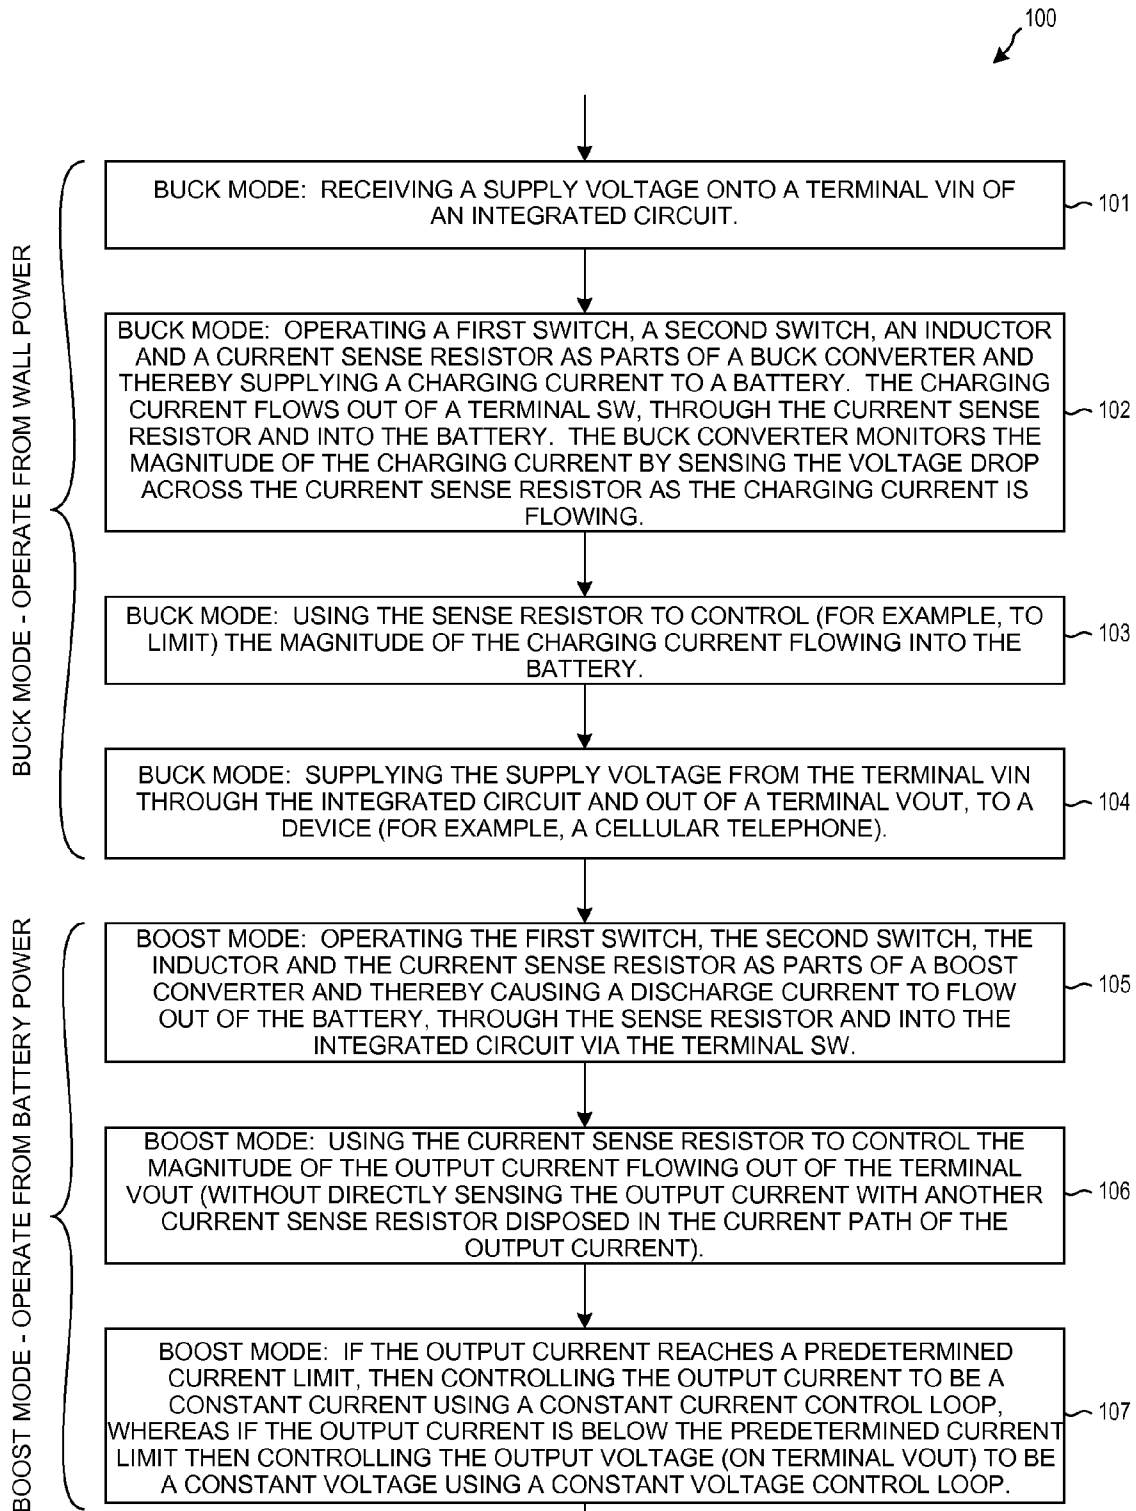 100
BUCK MODE - OPERATE FROM WALL POWER
BUCK MODE: RECEIVING A SUPPLY VOLTAGE ONTO A TERMINAL VIN OF
AN INTEGRATED CIRCUIT.
101
BUCK MODE: OPERATING A FIRST SWITCH, A SECOND SWITCH, AN INDUCTOR
AND A CURRENT SENSE RESISTOR AS PARTS OF A BUCK CONVERTER AND
THEREBY SUPPLYING A CHARGING CURRENT TO A BATTERY. THE CHARGING
CURRENT FLOWS OUT OF A TERMINAL SW, THROUGH THE CURRENT SENSE
RESISTOR AND INTO THE BATTERY. THE BUCK CONVERTER MONITORS THE
MAGNITUDE OF THE CHARGING CURRENT BY SENSING THE VOLTAGE DROP
ACROSS THE CURRENT SENSE RESISTOR AS THE CHARGING CURRENT IS
FLOWING.
102
BUCK MODE: USING THE SENSE RESISTOR TO CONTROL (FOR EXAMPLE, TO
LIMIT) THE MAGNITUDE OF THE CHARGING CURRENT FLOWING INTO THE
BATTERY.
103
BUCK MODE: SUPPLYING THE SUPPLY VOLTAGE FROM THE TERMINAL VIN
THROUGH THE INTEGRATED CIRCUIT AND OUT OF A TERMINAL VOUT, TO A
DEVICE (FOR EXAMPLE, A CELLULAR TELEPHONE).
104
BOOST MODE - OPERATE FROM BATTERY POWER
BOOST MODE: OPERATING THE FIRST SWITCH, THE SECOND SWITCH, THE
INDUCTOR AND THE CURRENT SENSE RESISTOR AS PARTS OF A BOOST
CONVERTER AND THEREBY CAUSING A DISCHARGE CURRENT TO FLOW
OUT OF THE BATTERY, THROUGH THE SENSE RESISTOR AND INTO THE
INTEGRATED CIRCUIT VIA THE TERMINAL SW.
105
BOOST MODE: USING THE CURRENT SENSE RESISTOR TO CONTROL THE
MAGNITUDE OF THE OUTPUT CURRENT FLOWING OUT OF THE TERMINAL
VOUT (WITHOUT DIRECTLY SENSING THE OUTPUT CURRENT WITH ANOTHER
CURRENT SENSE RESISTOR DISPOSED IN THE CURRENT PATH OF THE
OUTPUT CURRENT).
106
BOOST MODE: IF THE OUTPUT CURRENT REACHES A PREDETERMINED
CURRENT LIMIT, THEN CONTROLLING THE OUTPUT CURRENT TO BE A
CONSTANT CURRENT USING A CONSTANT CURRENT CONTROL LOOP,
WHEREAS IF THE OUTPUT CURRENT IS BELOW THE PREDETERMINED CURRENT
LIMIT THEN CONTROLLING THE OUTPUT VOLTAGE (ON TERMINAL VOUT) TO BE
A CONSTANT VOLTAGE USING A CONSTANT VOLTAGE CONTROL LOOP.
107